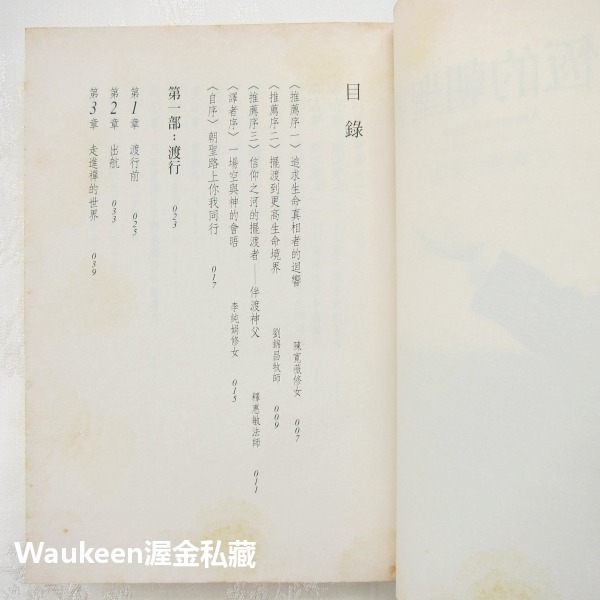 目錄
〈推薦序一〉追求生命真相者的迴響 陳寬薇修女 007
〈推薦序二〉擺渡到更高生命境界 劉錦昌牧師 009
〈推薦序三〉信仰之河的擺渡者——伴渡神父 釋惠敏法師 011
〈譯者序〉一場空與神的會晤 李純娟修女 015
〈自序〉朝聖路上你我同行 017
第一部：渡行 023
第1章 渡行前 025
第2章 出航 033
第3章 走進禪的世界 039
Waukeen渥金私藏